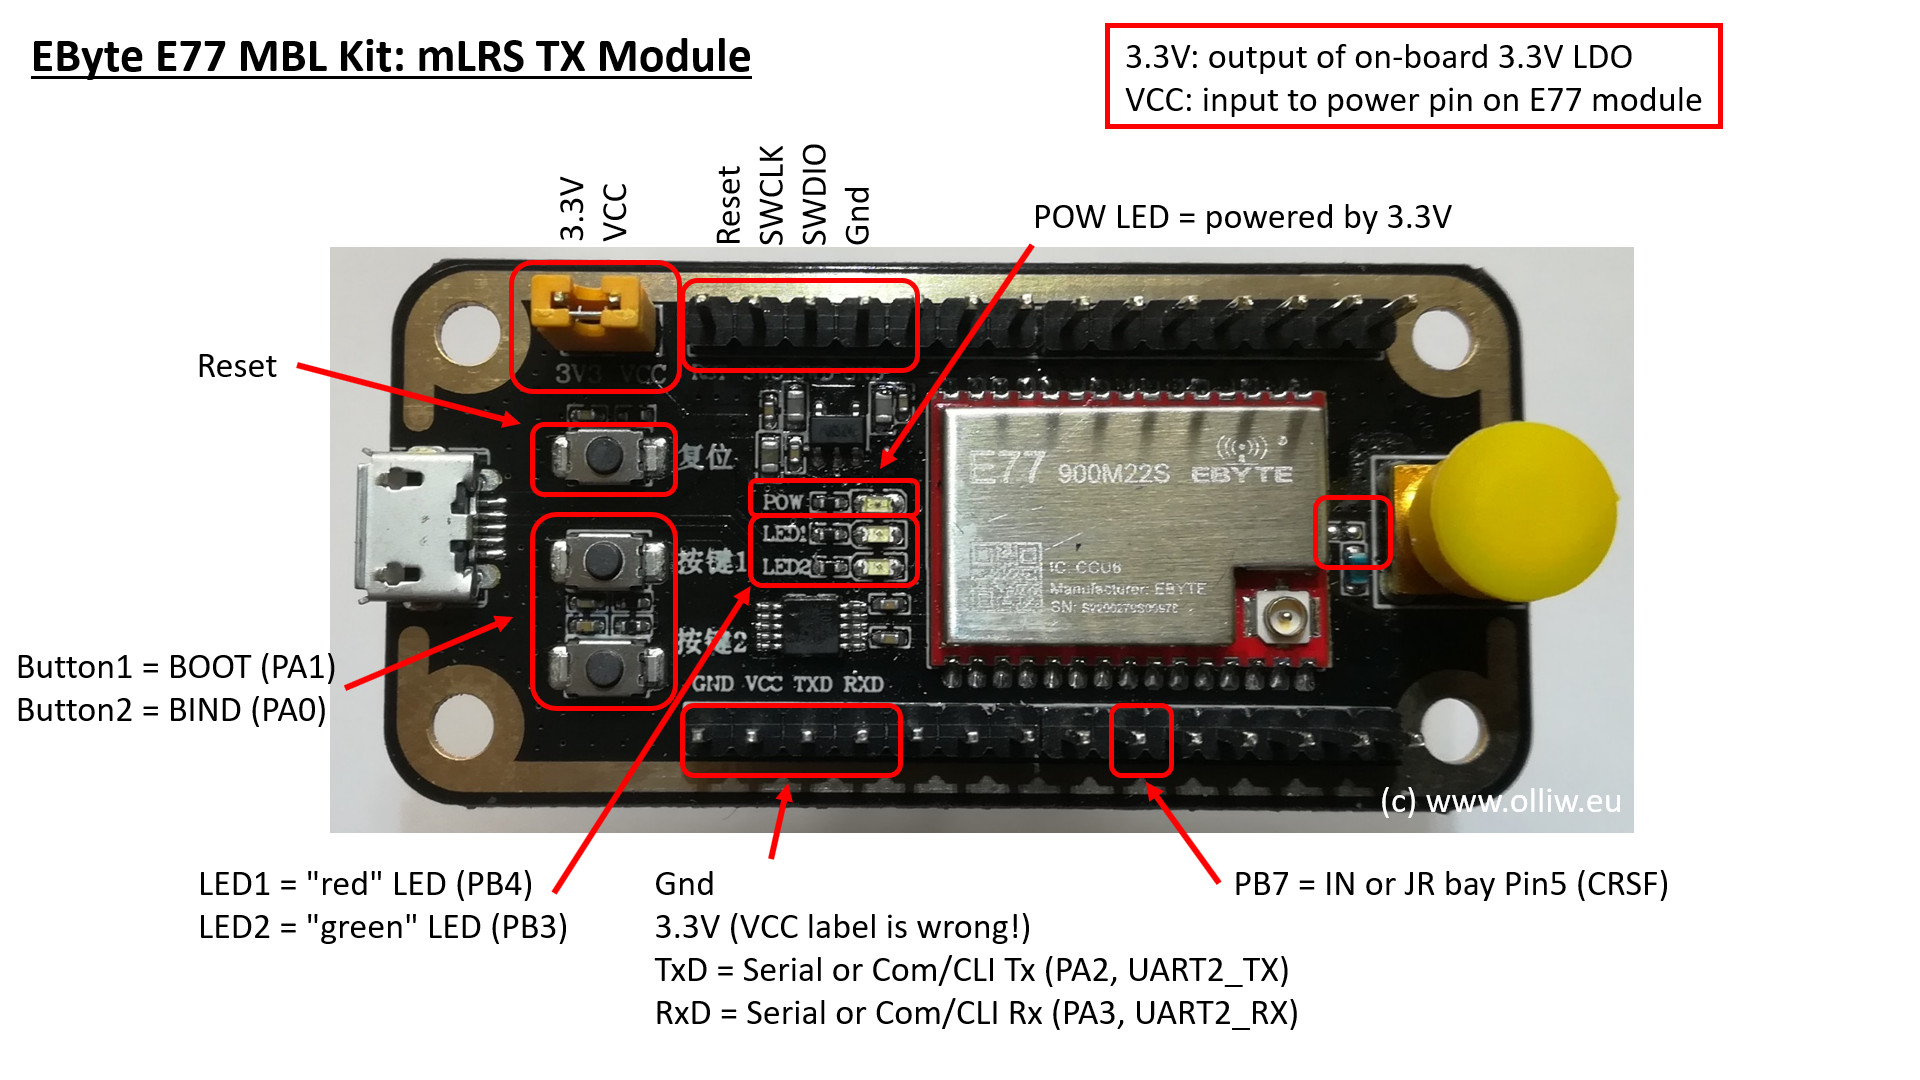 EByte E77 MBL Kit: mLRS TX Module
3.3V: output of on-board 3.3V LDO
VCC: input to power pin on E77 module
3.3V
VCC
Reset
SWCLK
SWDIO
Gnd
POW LED = powered by 3.3V
Reset
3V3 VCC
复位
E77 900M22S EBYTE
POW
LED1
LED2
按键1
按键2
Manufacturer: EBYTE
GND VCC TXD RXD
Button1 = BOOT (PA1)
Button2 = BIND (PA0)
(c) www.olliw.eu
LED1 = "red" LED (PB4)
LED2 = "green" LED (PB3)
Gnd
3.3V (VCC label is wrong!)
TxD = Serial or Com/CLI Tx (PA2, UART2_TX)
RxD = Serial or Com/CLI Rx (PA3, UART2_RX)
PB7 = IN or JR bay Pin5 (CRSF)